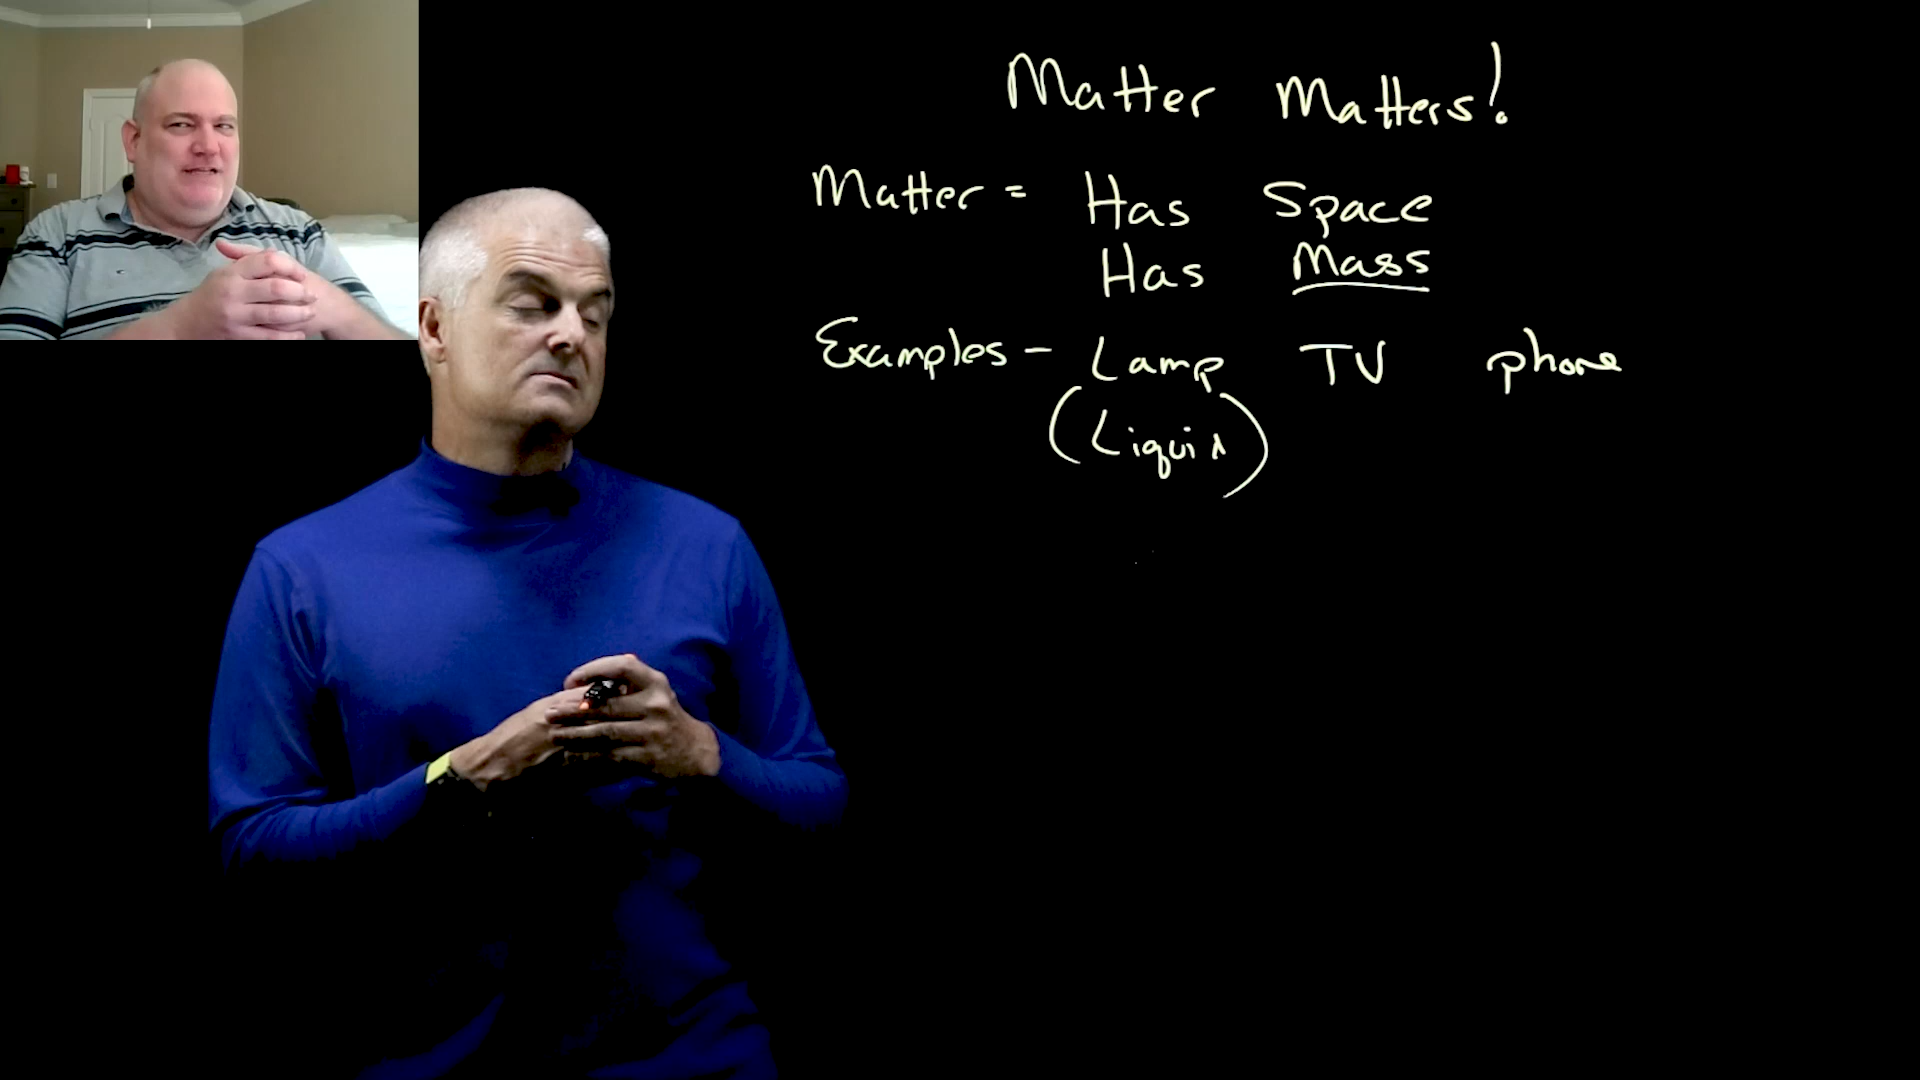 Matter Matters!
Matter = Has Space
Has Mass
Examples - Lamp TV phone
(Liquid)